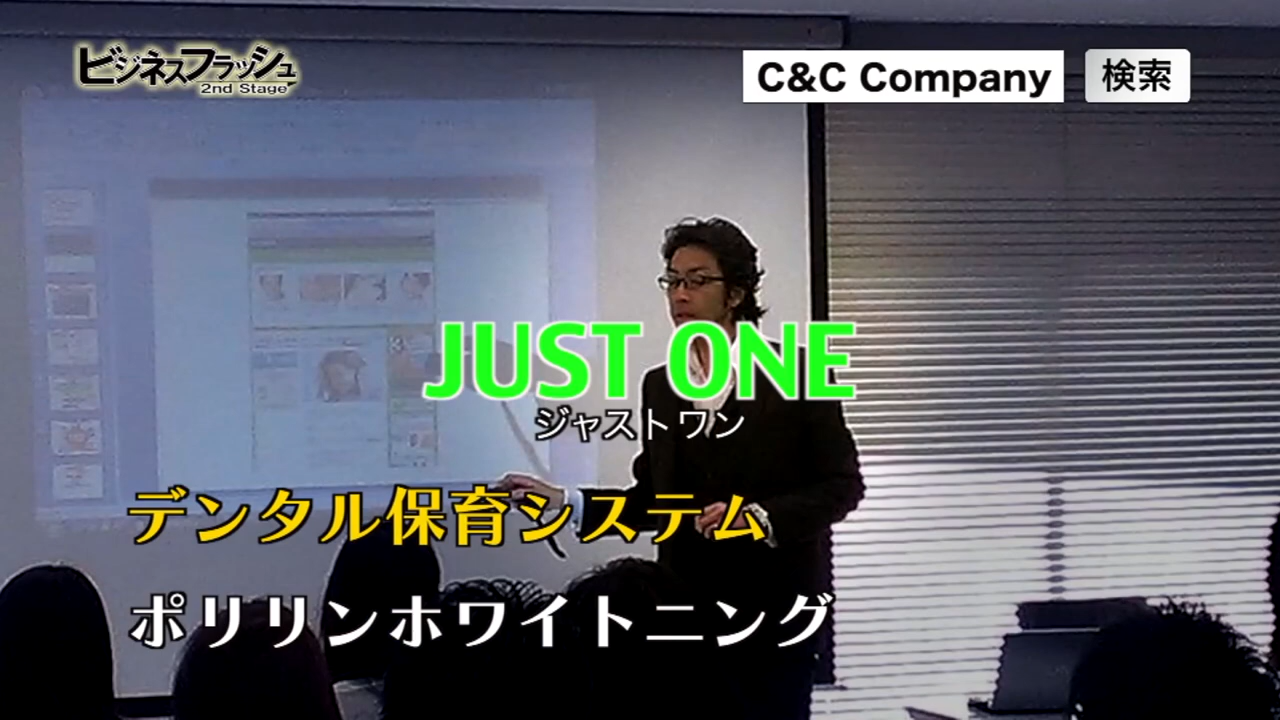 ビジネスフラッシュ
2nd Stage
C&C Company 検索
JUST ONE
ジャストワン
デンタル保育システム
ポリリンホワイトニング